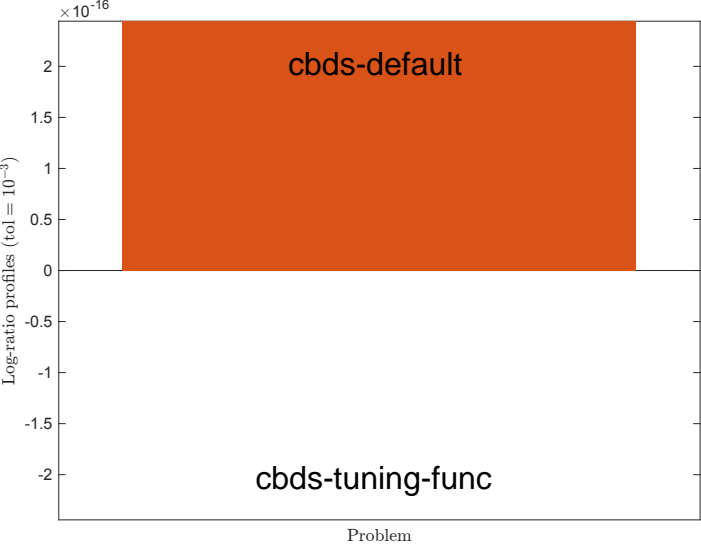 ×10⁻¹⁶
2
1.5
1
0.5
0
-0.5
-1
-1.5
-2
Log-ratio profiles (tol = 10⁻³)
cbds-default
cbds-tuning-func
Problem